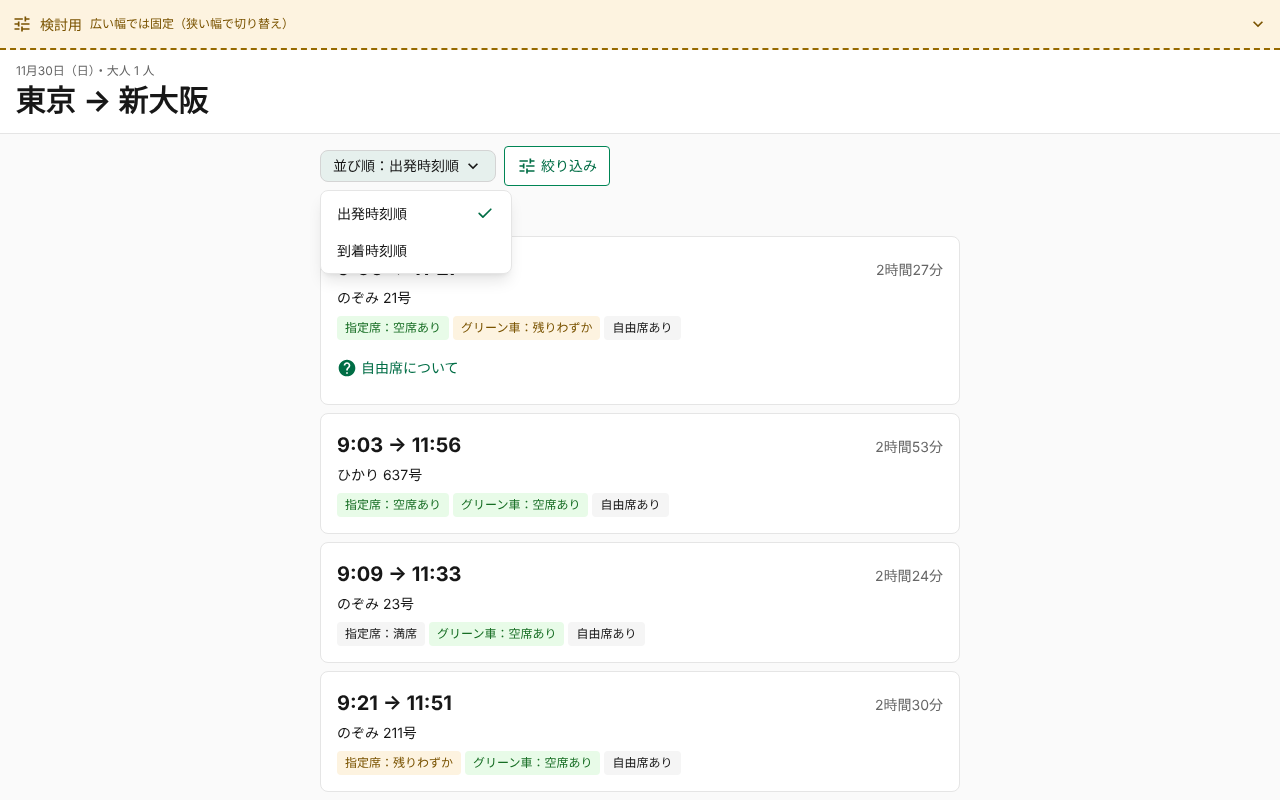 検討用 広い幅では固定（狭い幅で切り替え）
11月30日（日）• 大人 1 人
東京 → 新大阪
並び順：出発時刻順
絞り込み
出発時刻順
到着時刻順
2時間27分
のぞみ 21号
指定席：空席あり グリーン車：残りわずか 自由席あり
自由席について
9:03 → 11:56 2時間53分
ひかり 637号
指定席：空席あり グリーン車：空席あり 自由席あり
9:09 → 11:33 2時間24分
のぞみ 23号
指定席：満席 グリーン車：空席あり 自由席あり
9:21 → 11:51 2時間30分
のぞみ 211号
指定席：残りわずか グリーン車：空席あり 自由席あり